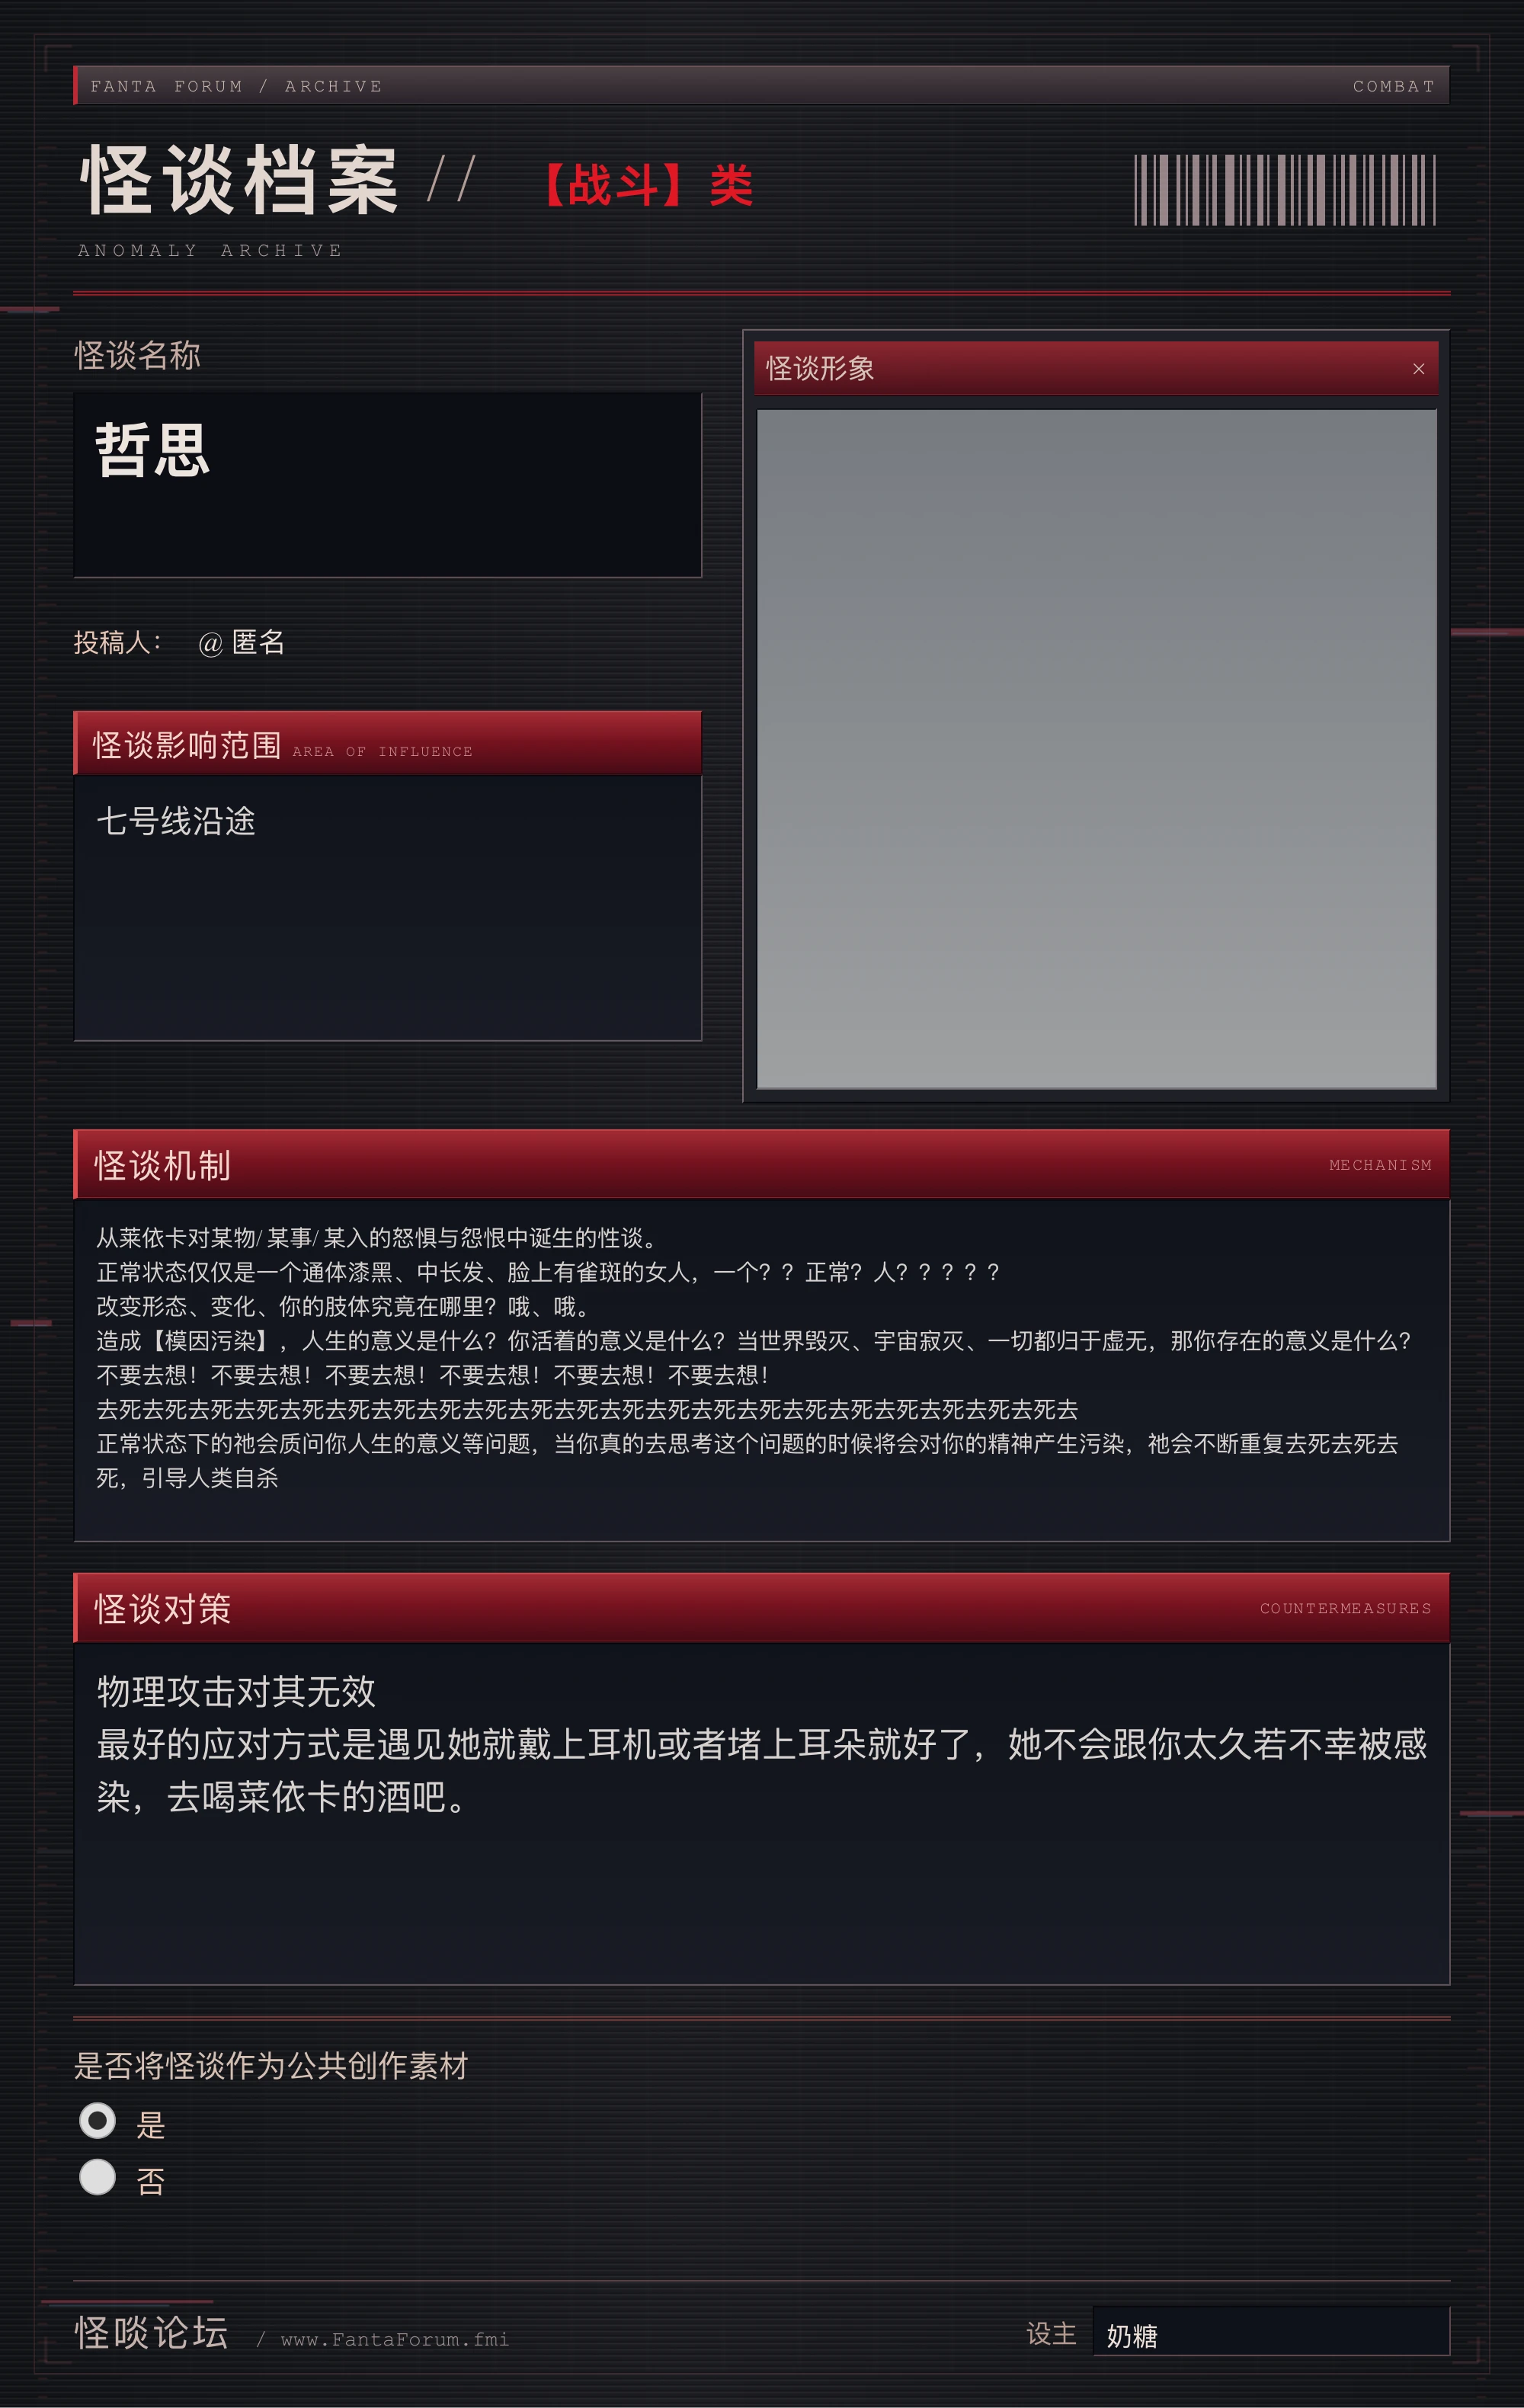 FANTA FORUM / ARCHIVE
COMBAT
怪谈档案 //
【战斗】类
ANOMALY ARCHIVE
怪谈名称
哲思
投稿人： @ 匿名
怪谈影响范围 AREA OF INFLUENCE
七号线沿途
怪谈形象 ×
怪谈机制
MECHANISM
从莱依卡对某物/某事/某入的怒惧与怨恨中诞生的性谈。
正常状态仅仅是一个通体漆黑、中长发、脸上有雀斑的女人，一个？？正常？人？？？？？
改变形态、变化、你的肢体究竟在哪里？哦、哦。
造成【模因污染】，人生的意义是什么？你活着的意义是什么？当世界毁灭、宇宙寂灭、一切都归于虚无，那你存在的意义是什么？
不要去想！不要去想！不要去想！不要去想！不要去想！不要去想！
去死去死去死去死去死去死去死去死去死去死去死去死去死去死去死去死去死去死去死去死去死去
正常状态下的祂会质问你人生的意义等问题，当你真的去思考这个问题的时候将会对你的精神产生污染，祂会不断重复去死去死去
死，引导人类自杀
怪谈对策
COUNTERMEASURES
物理攻击对其无效
最好的应对方式是遇见她就戴上耳机或者堵上耳朵就好了，她不会跟你太久若不幸被感
染，去喝菜依卡的酒吧。
是否将怪谈作为公共创作素材
是
否
怪啖论坛 / www.FantaForum.fmi
设主 奶糖